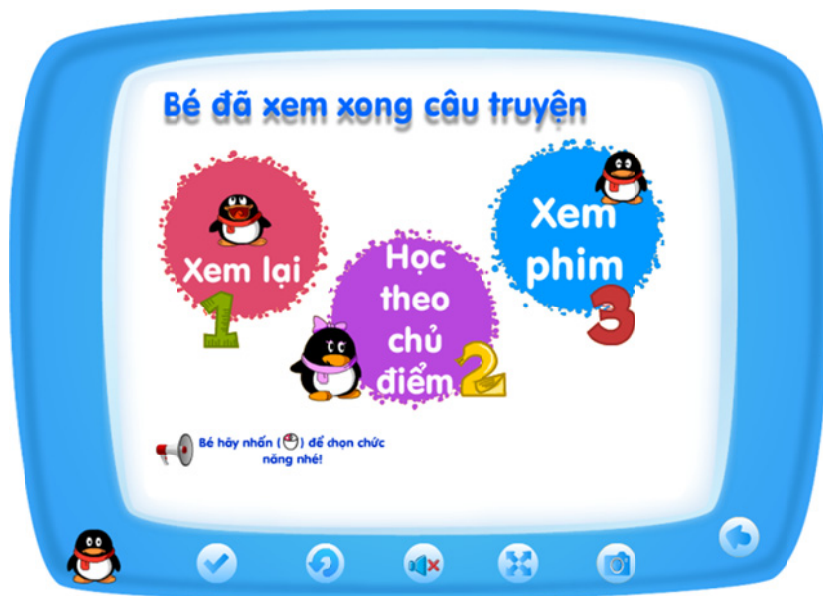 Bé đã xem xong câu truyện
Xem lại
1
Học
theo
chủ
điểm
2
Xem
phim
3
Bé hãy nhấn ( ) để chọn chức
năng nhé!